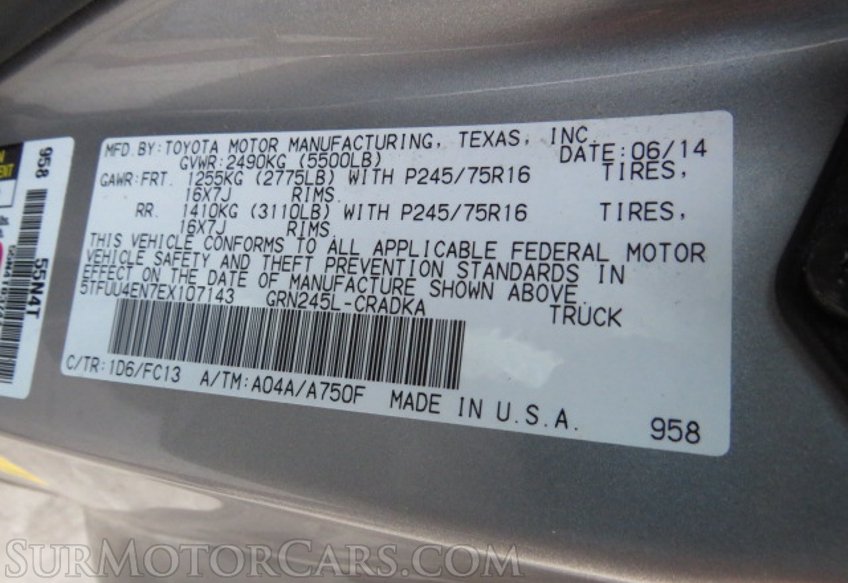 MFD. BY: TOYOTA MOTOR MANUFACTURING, TEXAS, INC.
GVWR: 2490KG (5500LB) DATE: 06/14
GAWR: FRT. 1255KG (2775LB) WITH P245/75R16 TIRES,
16X7J RIMS.
RR. 1410KG (3110LB) WITH P245/75R16 TIRES,
16X7J RIMS.
THIS VEHICLE CONFORMS TO ALL APPLICABLE FEDERAL MOTOR
VEHICLE SAFETY AND THEFT PREVENTION STANDARDS IN
EFFECT ON THE DATE OF MANUFACTURE SHOWN ABOVE.
5TFUU4EN7EX107143 GRN245L-CRADKA TRUCK
C/TR: 1D6/FC13 A/TM: A04A/A750F MADE IN U.S.A.
958
958
55N4T
SURMOTORCARS.COM